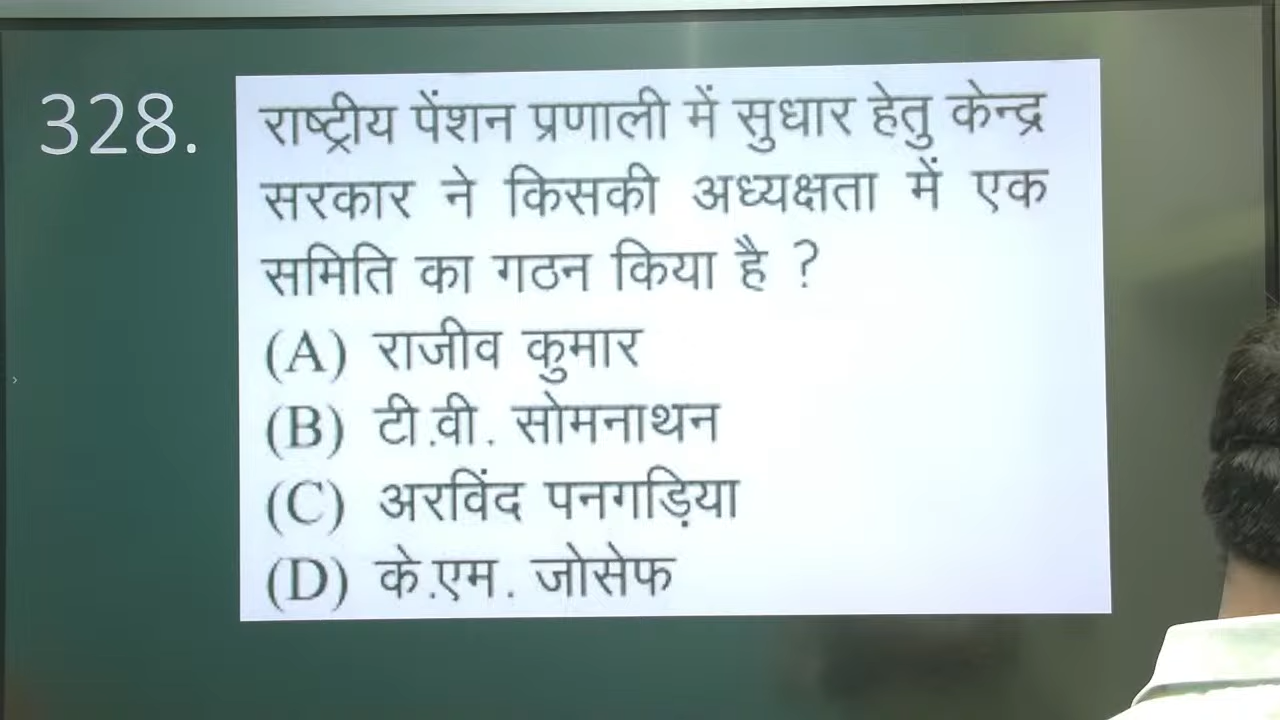 328.
राष्ट्रीय पेंशन प्रणाली में सुधार हेतु केन्द्र
सरकार ने किसकी अध्यक्षता में एक
समिति का गठन किया है ?
(A) राजीव कुमार
(B) टी.वी. सोमनाथन
(C) अरविंद पनगड़िया
(D) के.एम. जोसेफ